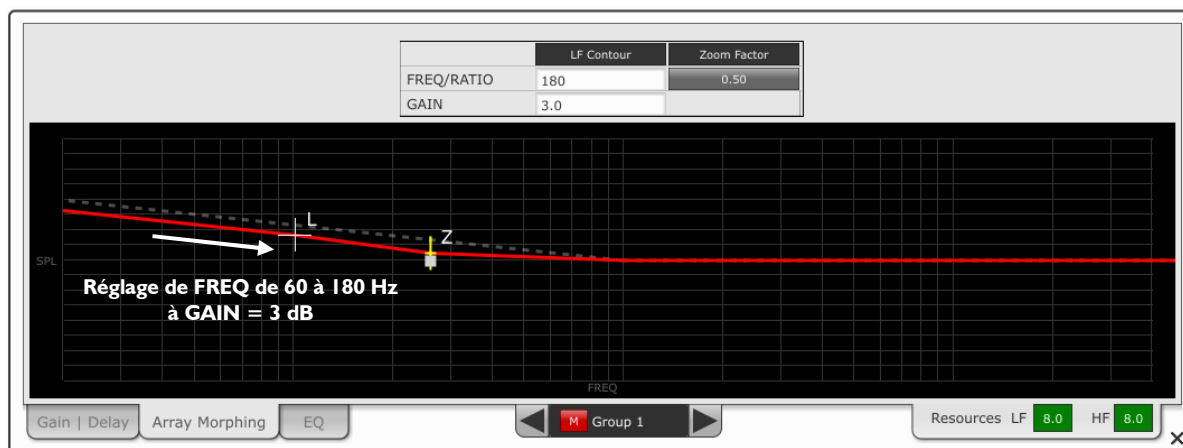 LF Contour Zoom Factor
FREQ/RATIO 180 0.50
GAIN 3.0
L
Z
SPL
Réglage de FREQ de 60 à 180 Hz
à GAIN = 3 dB
FREQ
Gain | Delay Array Morphing EQ M Group 1 Resources LF 8.0 HF 8.0